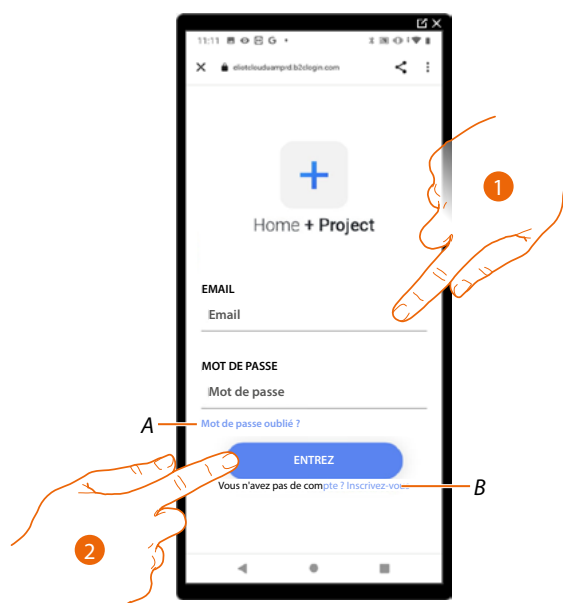 11:11 G
eliotclouduamprd.b2clogin.com
1
Home + Project
EMAIL
Email
MOT DE PASSE
Mot de passe
A
Mot de passe oublié ?
ENTREZ
Vous n'avez pas de compte ? Inscrivez-vous
B
2